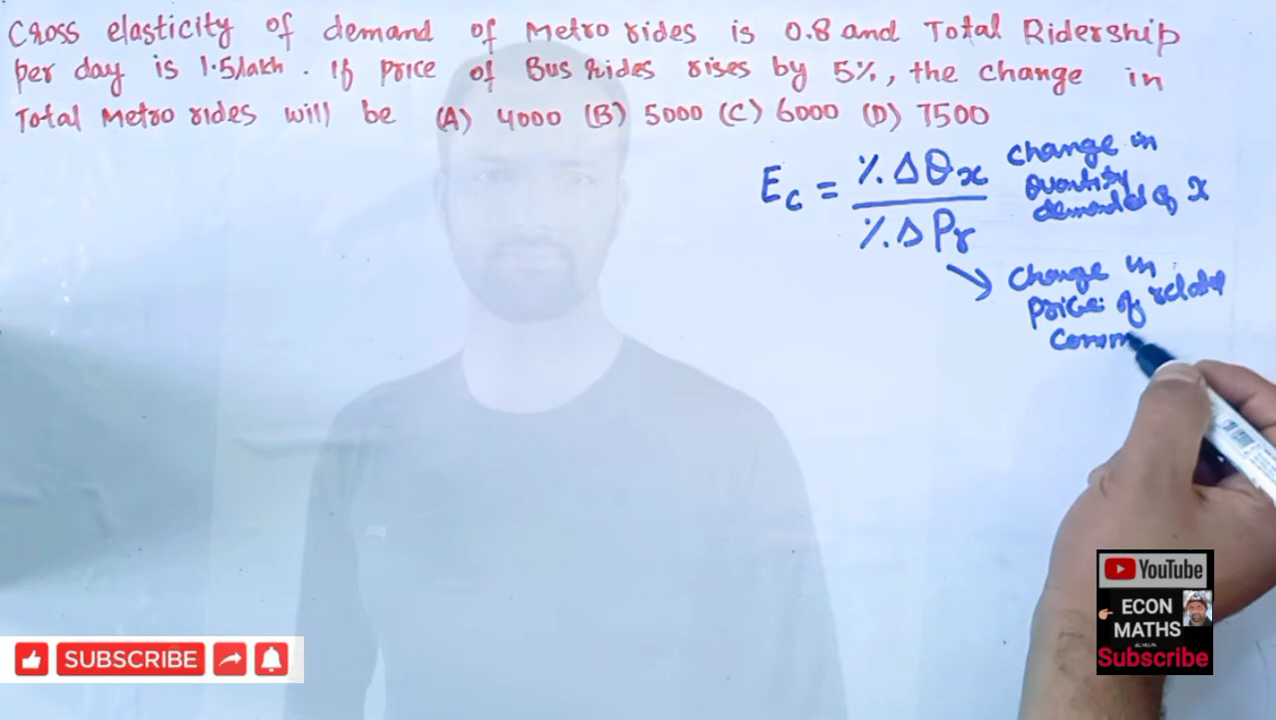 Cross elasticity of demand of Metro rides is 0.8 and Total Ridership
per day is 1.5lakh. If price of Bus Rides rises by 5%, the change in
Total Metro rides will be (A) 4000 (B) 5000 (C) 6000 (D) 7500
Ec = %ΔQx / %ΔPr
change in
quantity
demanded of x
Change in
price of related
Comm
YouTube
ECON
MATHS
Subscribe
SUBSCRIBE